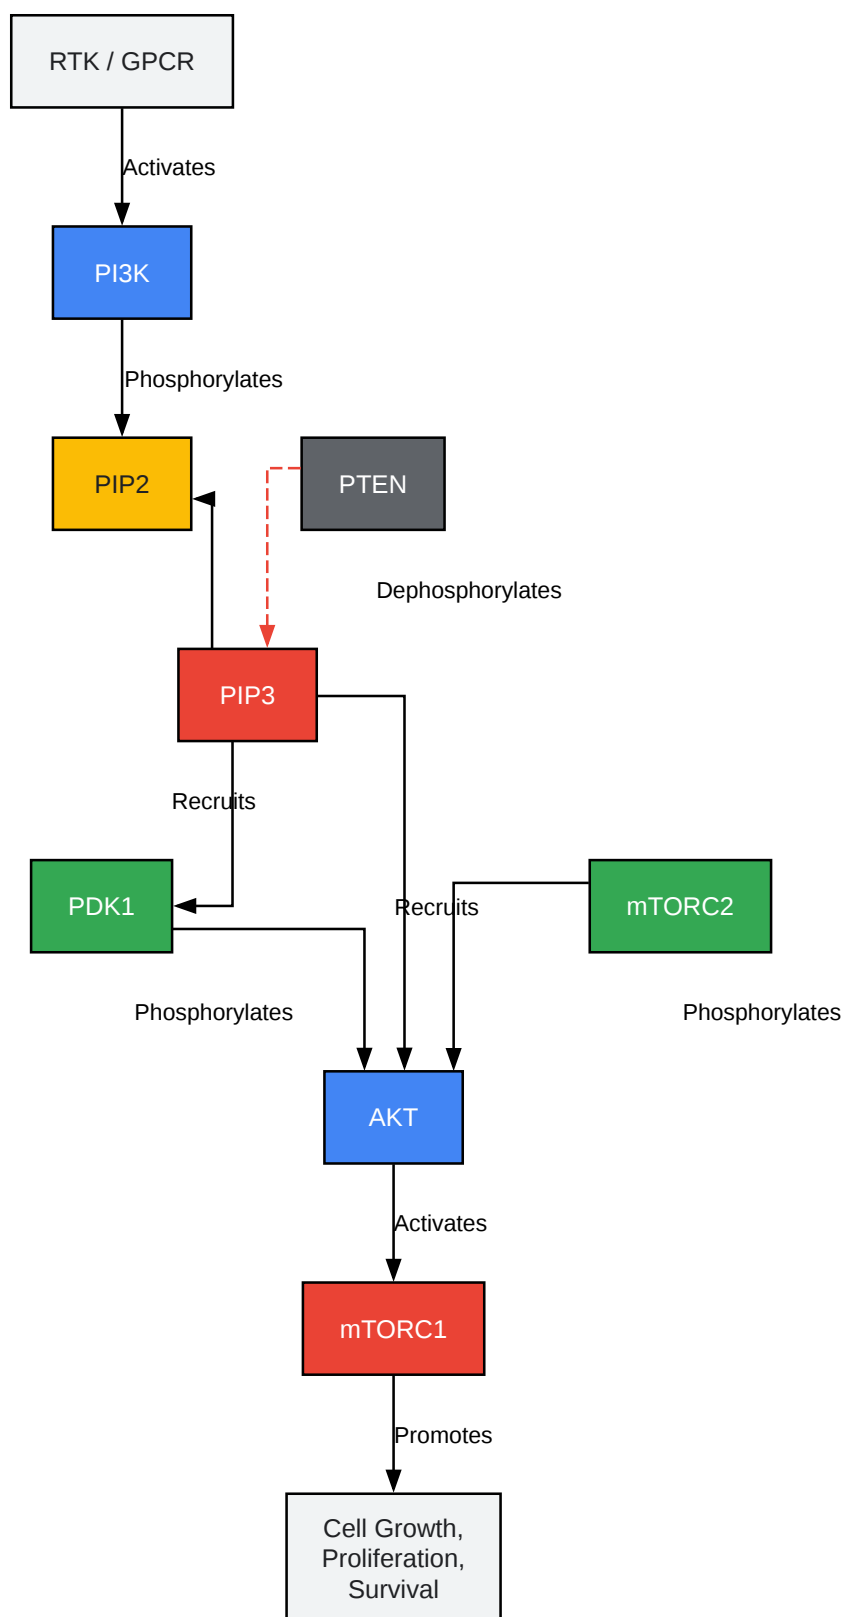 RTK / GPCR
Activates
PI3K
Phosphorylates
PIP2
PTEN
Dephosphorylates
PIP3
Recruits
PDK1
Recruits
mTORC2
Phosphorylates
Phosphorylates
AKT
Activates
mTORC1
Promotes
Cell Growth,
Proliferation,
Survival